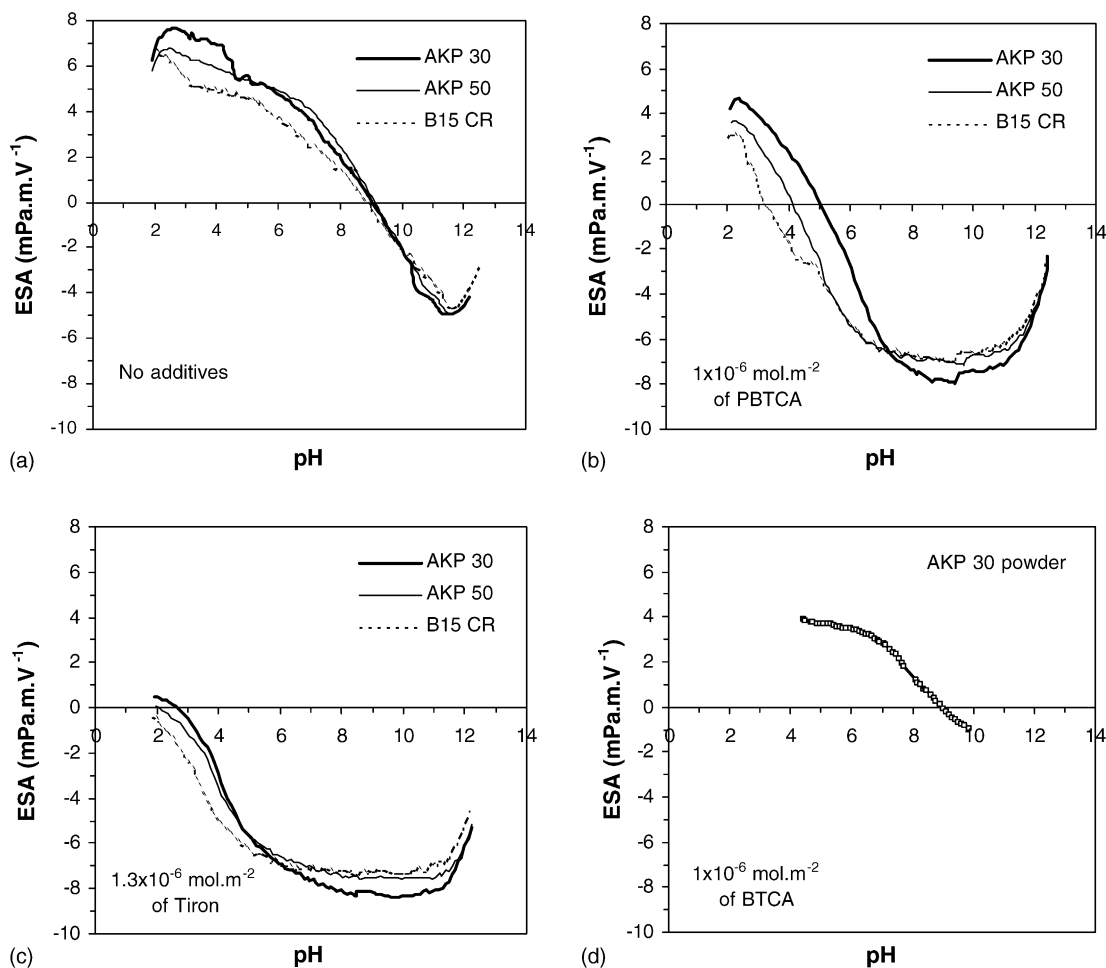 8
6
4
2
0
-2
-4
-6
-8
-10
0 2 4 6 8 10 12 14
ESA (mPa.m.V⁻¹)
AKP 30
AKP 50
B15 CR
No additives
pH
(a)
8
6
4
2
0
-2
-4
-6
-8
-10
0 2 4 6 8 10 12 14
ESA (mPa.m.V⁻¹)
AKP 30
AKP 50
B15 CR
1x10⁻⁶ mol.m⁻²
of PBTCA
pH
(b)
8
6
4
2
0
-2
-4
-6
-8
-10
0 2 4 6 8 10 12 14
ESA (mPa.m.V⁻¹)
AKP 30
AKP 50
B15 CR
1.3x10⁻⁶ mol.m⁻²
of Tiron
pH
(c)
8
6
4
2
0
-2
-4
-6
-8
-10
0 2 4 6 8 10 12 14
ESA (mPa.m.V⁻¹)
AKP 30 powder
1x10⁻⁶ mol.m⁻²
of BTCA
pH
(d)